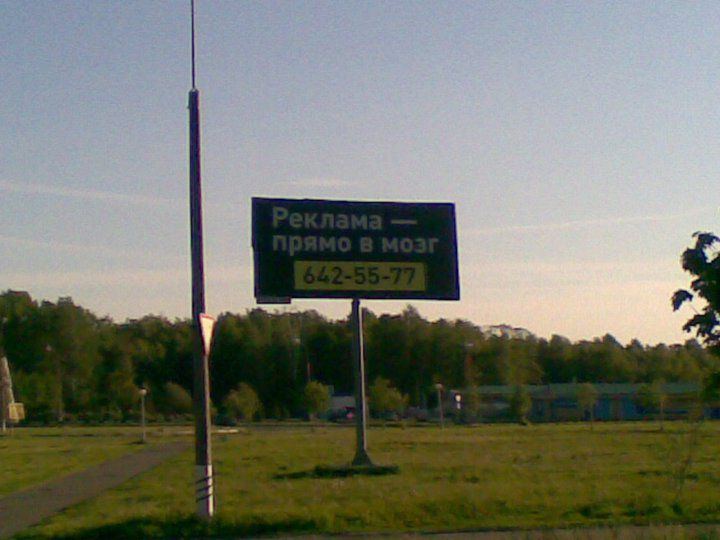 Реклама —
прямо в мозг
642-55-77